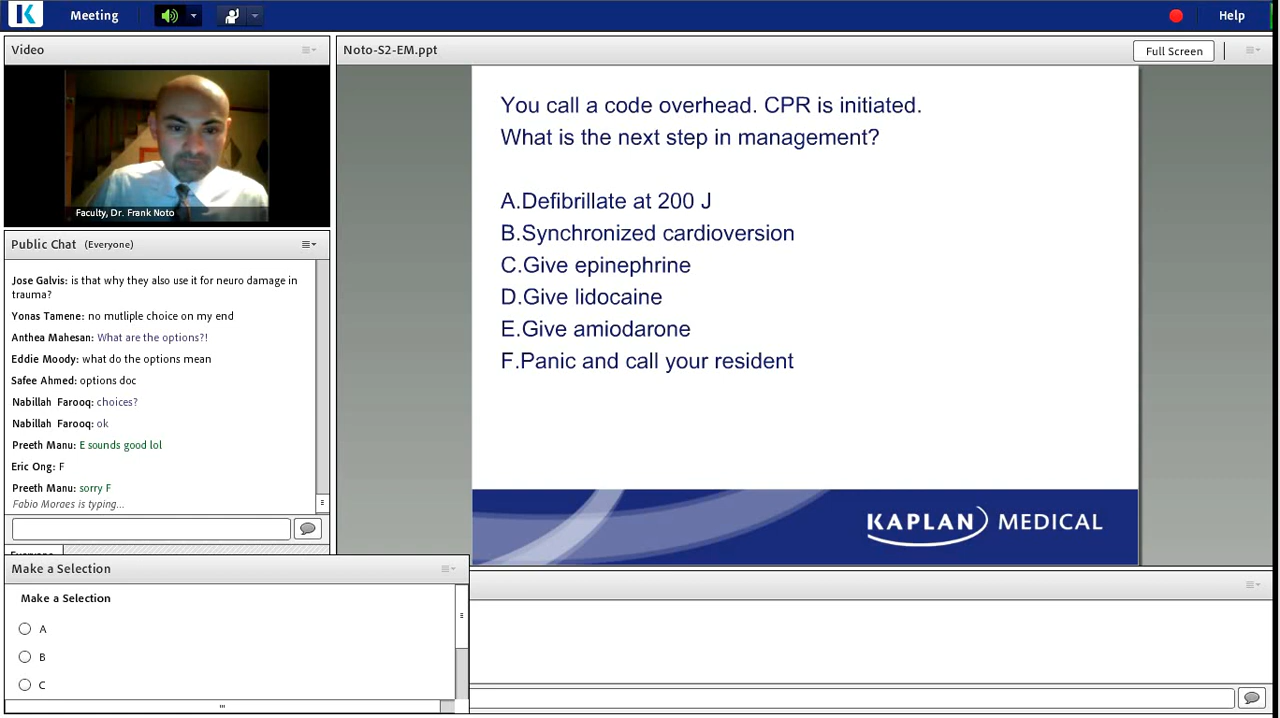 Meeting
Help
Video
Faculty, Dr. Frank Noto
Noto-S2-EM.ppt
Full Screen
You call a code overhead. CPR is initiated.
What is the next step in management?
A.Defibrillate at 200 J
B.Synchronized cardioversion
C.Give epinephrine
D.Give lidocaine
E.Give amiodarone
F.Panic and call your resident
KAPLAN MEDICAL
Public Chat (Everyone)
Jose Galvis: is that why they also use it for neuro damage in
trauma?
Yonas Tamene: no mutliple choice on my end
Anthea Mahesan: What are the options?!
Eddie Moody: what do the options mean
Safee Ahmed: options doc
Nabillah Farooq: choices?
Nabillah Farooq: ok
Preeth Manu: E sounds good lol
Eric Ong: F
Preeth Manu: sorry F
Fabio Moraes is typing...
Everyone
Make a Selection
Make a Selection
A
B
C